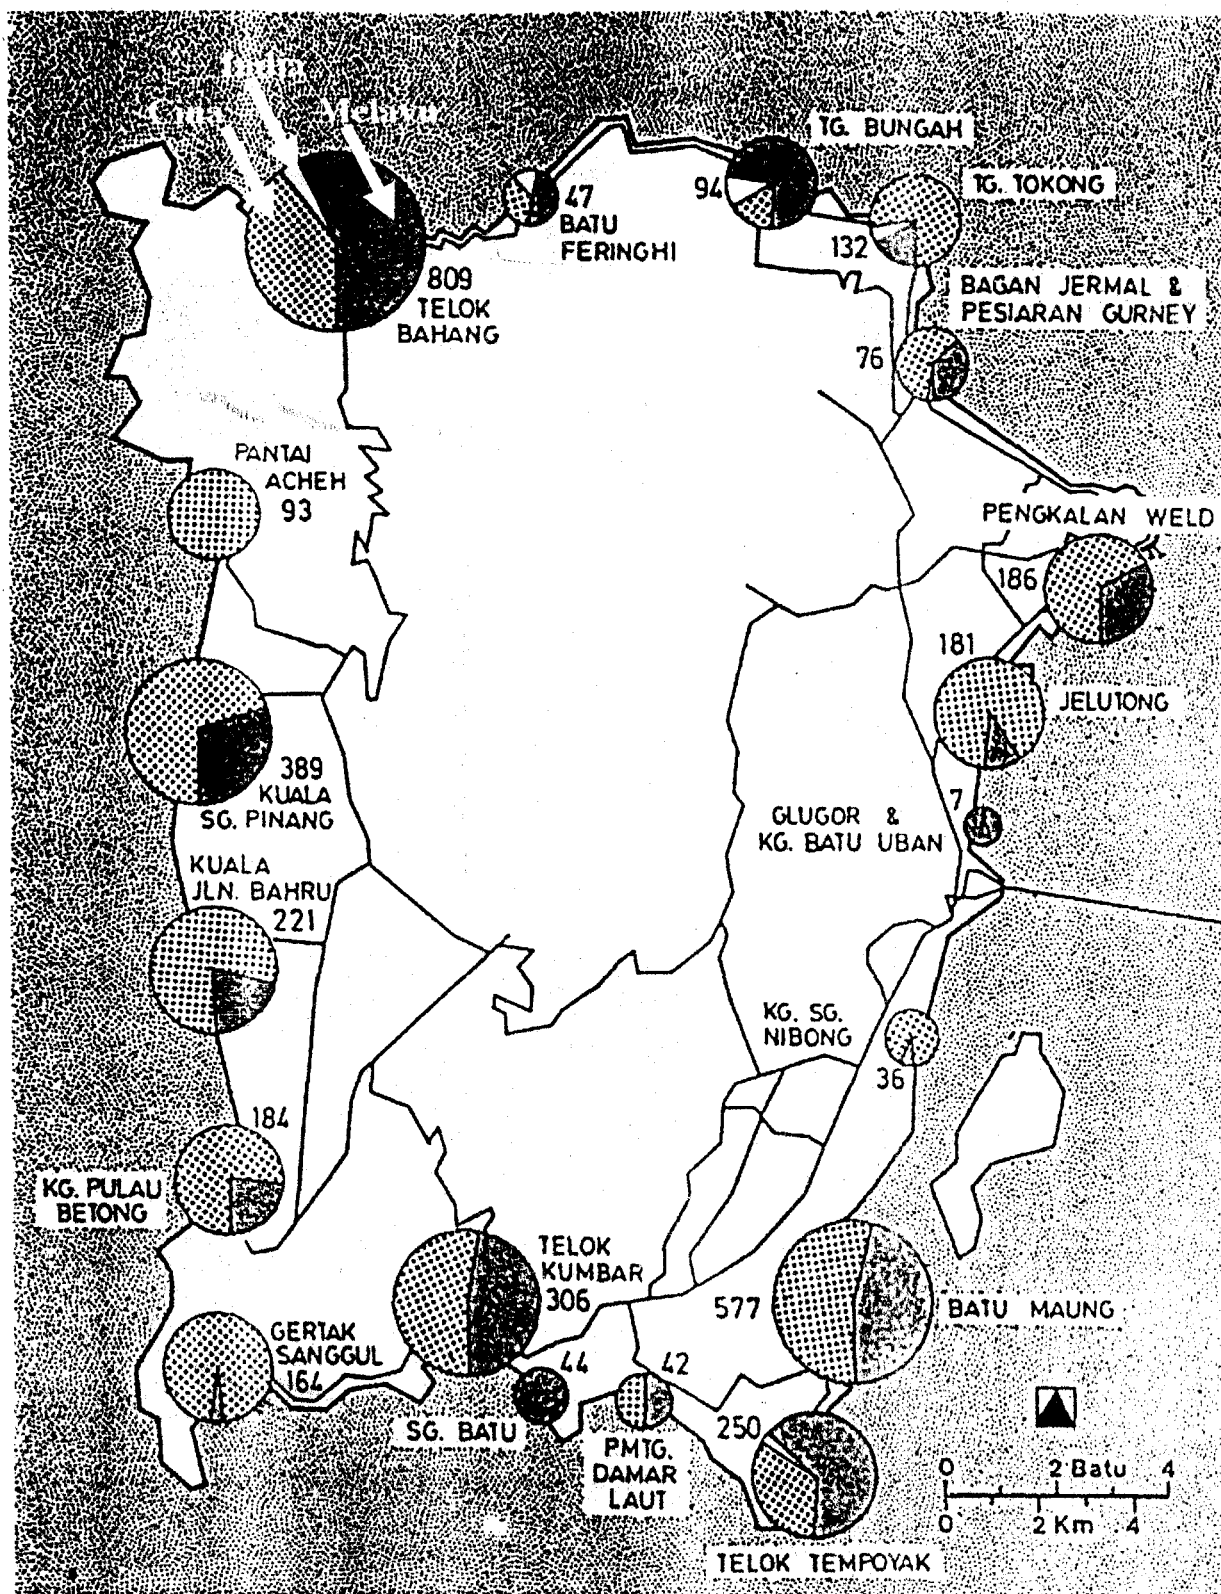 India
Cina
Melayu
TG. BUNGAH
94
TG. TOKONG
132
47
BATU
FERINGHI
809
TELOK
BAHANG
BAGAN JERMAL &
PESIARAN GURNEY
76
PANTAI
ACHEH
93
PENGKALAN WELD
186
181
JELUTONG
389
KUALA
SG. PINANG
7
GLUGOR &
KG. BATU UBAN
KUALA
JLN. BAHRU
221
KG. SG.
NIBONG
36
184
KG. PULAU
BETONG
TELOK
KUMBAR
306
577
BATU MAUNG
GERTAK
SANGGUL
164
44
SG. BATU
42
PMTG.
DAMAR
LAUT
250
TELOK TEMPOYAK
0 2 Batu 4
0 2 Km 4